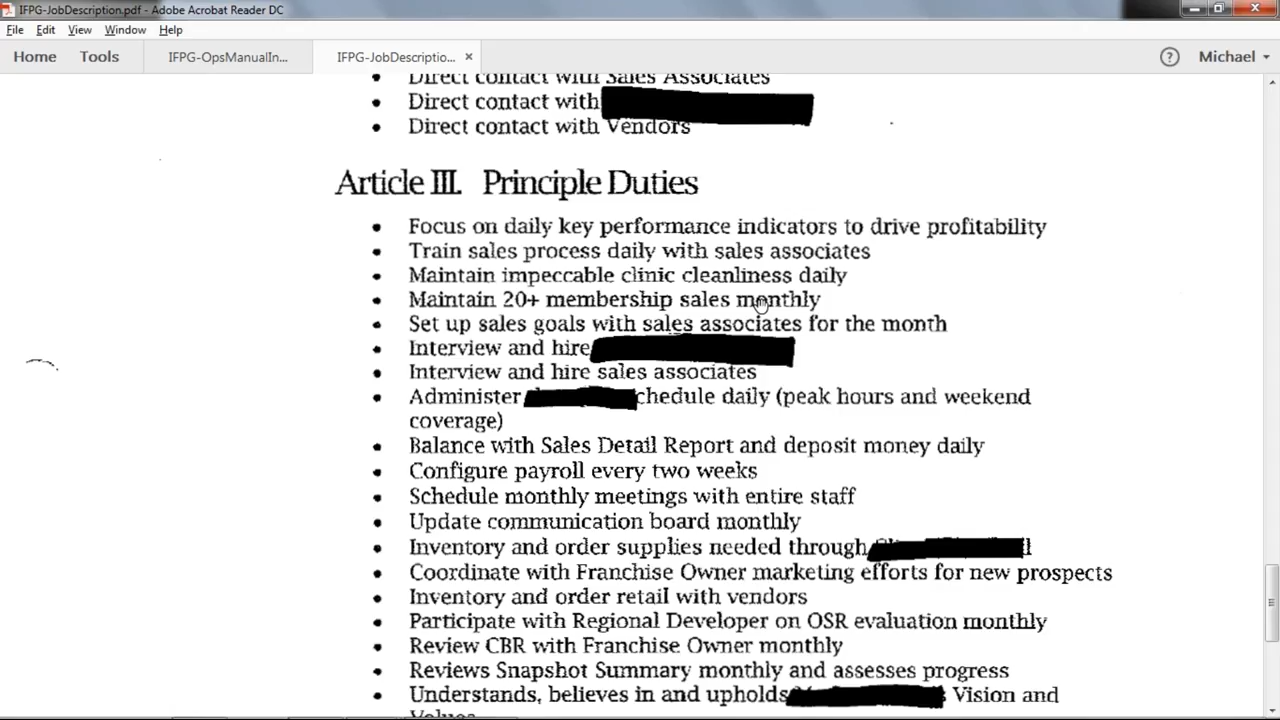 IFPG-JobDescription.pdf - Adobe Acrobat Reader DC
File Edit View Window Help
Home Tools IFPG-OpsManualIn... IFPG-JobDescriptio... × ? Michael
• Direct contact with Sales Associates
• Direct contact with
• Direct contact with Vendors
Article III. Principle Duties
• Focus on daily key performance indicators to drive profitability
• Train sales process daily with sales associates
• Maintain impeccable clinic cleanliness daily
• Maintain 20+ membership sales monthly
• Set up sales goals with sales associates for the month
• Interview and hire
• Interview and hire sales associates
• Administer chedule daily (peak hours and weekend
coverage)
• Balance with Sales Detail Report and deposit money daily
• Configure payroll every two weeks
• Schedule monthly meetings with entire staff
• Update communication board monthly
• Inventory and order supplies needed through
• Coordinate with Franchise Owner marketing efforts for new prospects
• Inventory and order retail with vendors
• Participate with Regional Developer on OSR evaluation monthly
• Review CBR with Franchise Owner monthly
• Reviews Snapshot Summary monthly and assesses progress
• Understands, believes in and upholds Vision and
Values